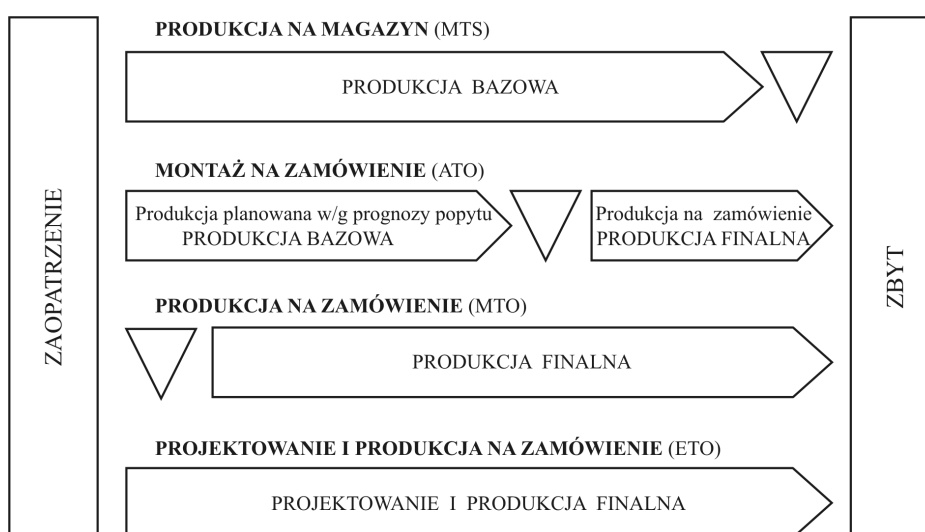 PRODUKCJA NA MAGAZYN (MTS)
PRODUKCJA BAZOWA
MONTAŻ NA ZAMÓWIENIE (ATO)
Produkcja planowana w/g prognozy popytu
PRODUKCJA BAZOWA
Produkcja na zamówienie
PRODUKCJA FINALNA
PRODUKCJA NA ZAMÓWIENIE (MTO)
PRODUKCJA FINALNA
PROJEKTOWANIE I PRODUKCJA NA ZAMÓWIENIE (ETO)
PROJEKTOWANIE I PRODUKCJA FINALNA
ZAOPATRZENIE
ZBYT